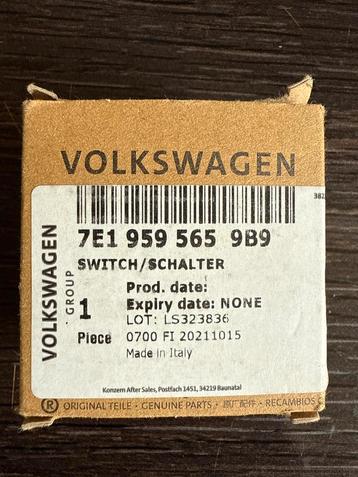 VOLKSWAGEN
382
7E1 959 565 9B9
SWITCH/SCHALTER
Prod. date:
1 Expiry date: NONE
LOT: LS323836
Piece 0700 FI 20211015
Made in Italy
VOLKSWAGEN
GROUP
Konzern After Sales, Postfach 1451, 34219 Baunatal
® ORIGINAL TEILE · GENUINE PARTS · 原厂配件 · RECAMBIOS